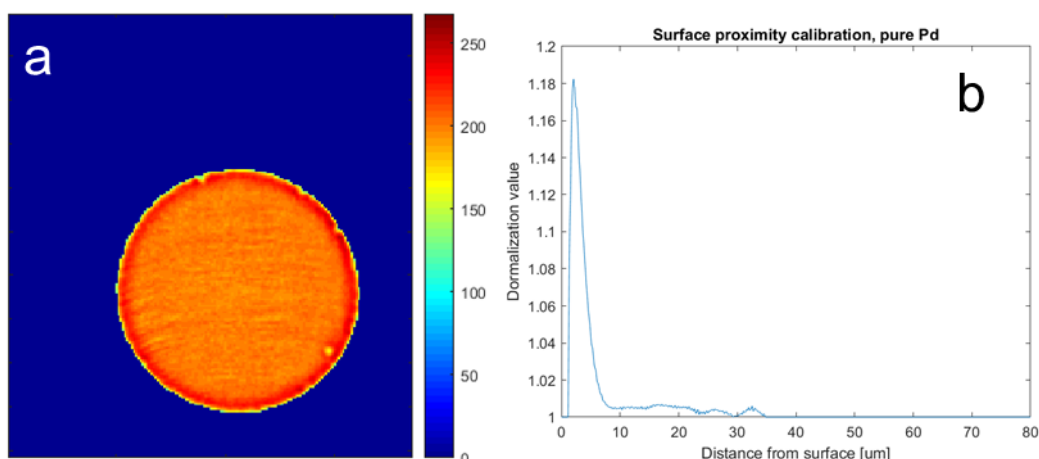 a
250
200
150
100
50
0
Surface proximity calibration, pure Pd
b
Dormalization value
1.2
1.18
1.16
1.14
1.12
1.1
1.08
1.06
1.04
1.02
1
0 10 20 30 40 50 60 70 80
Distance from surface [um]